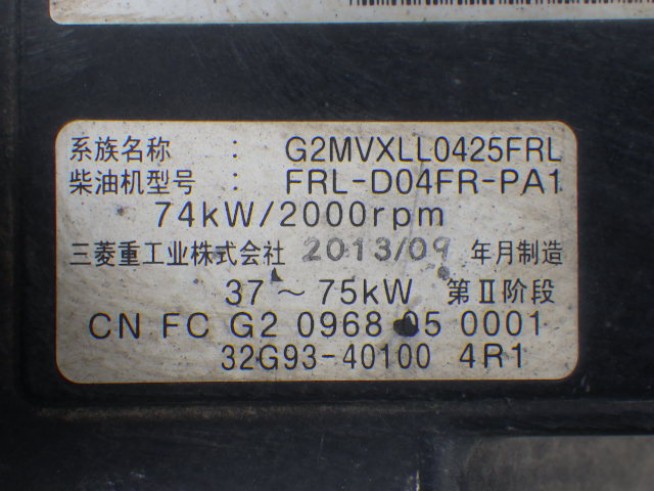 系族名称 : G2MVXLL0425FRL
柴油机型号 : FRL-D04FR-PA1
74kW/2000rpm
三菱重工业株式会社 2013/09 年月制造
37～75kW 第Ⅱ阶段
CN FC G2 0968 05 0001
32G93-40100 4R1